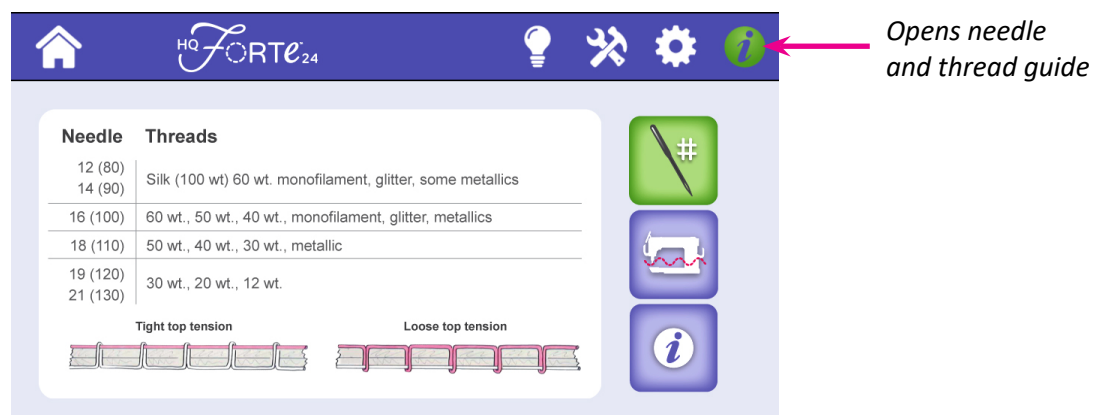 HQ FORTE 24
Opens needle
and thread guide
Needle Threads
12 (80)
14 (90)
Silk (100 wt) 60 wt. monofilament, glitter, some metallics
16 (100) 60 wt., 50 wt., 40 wt., monofilament, glitter, metallics
18 (110) 50 wt., 40 wt., 30 wt., metallic
19 (120)
21 (130)
30 wt., 20 wt., 12 wt.
Tight top tension Loose top tension
#
i
i